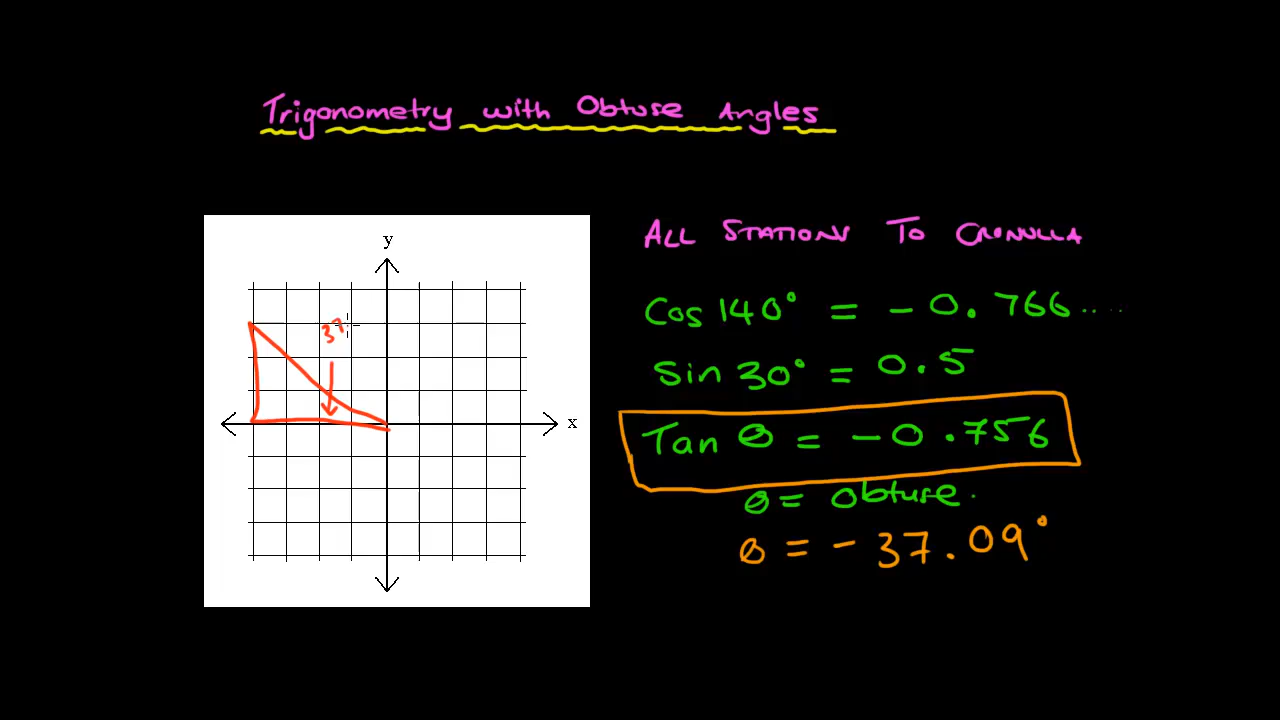 Trigonometry with Obtuse Angles
y
37
x
ALL STATIONS TO CRONULLA
Cos 140° = -0.766....
Sin 30° = 0.5
Tan θ = -0.756
θ = Obtuse.
θ = -37.09°